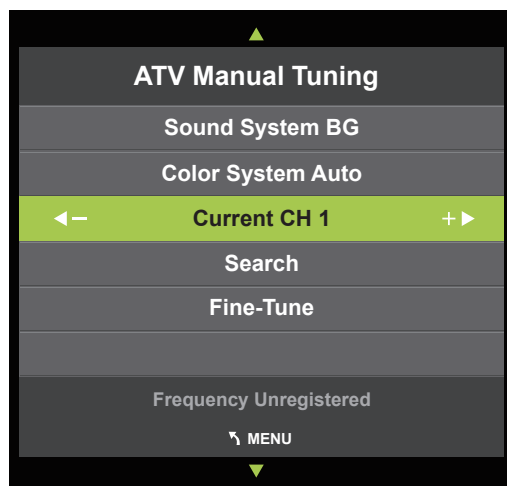 ATV Manual Tuning
Sound System BG
Color System Auto
Current CH 1
Search
Fine-Tune
Frequency Unregistered
MENU